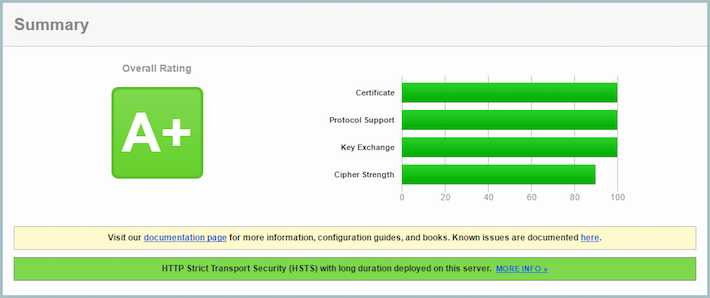 Summary
Overall Rating
A+
Certificate
Protocol Support
Key Exchange
Cipher Strength
0 20 40 60 80 100
Visit our documentation page for more information, configuration guides, and books. Known issues are documented here.
HTTP Strict Transport Security (HSTS) with long duration deployed on this server. MORE INFO »